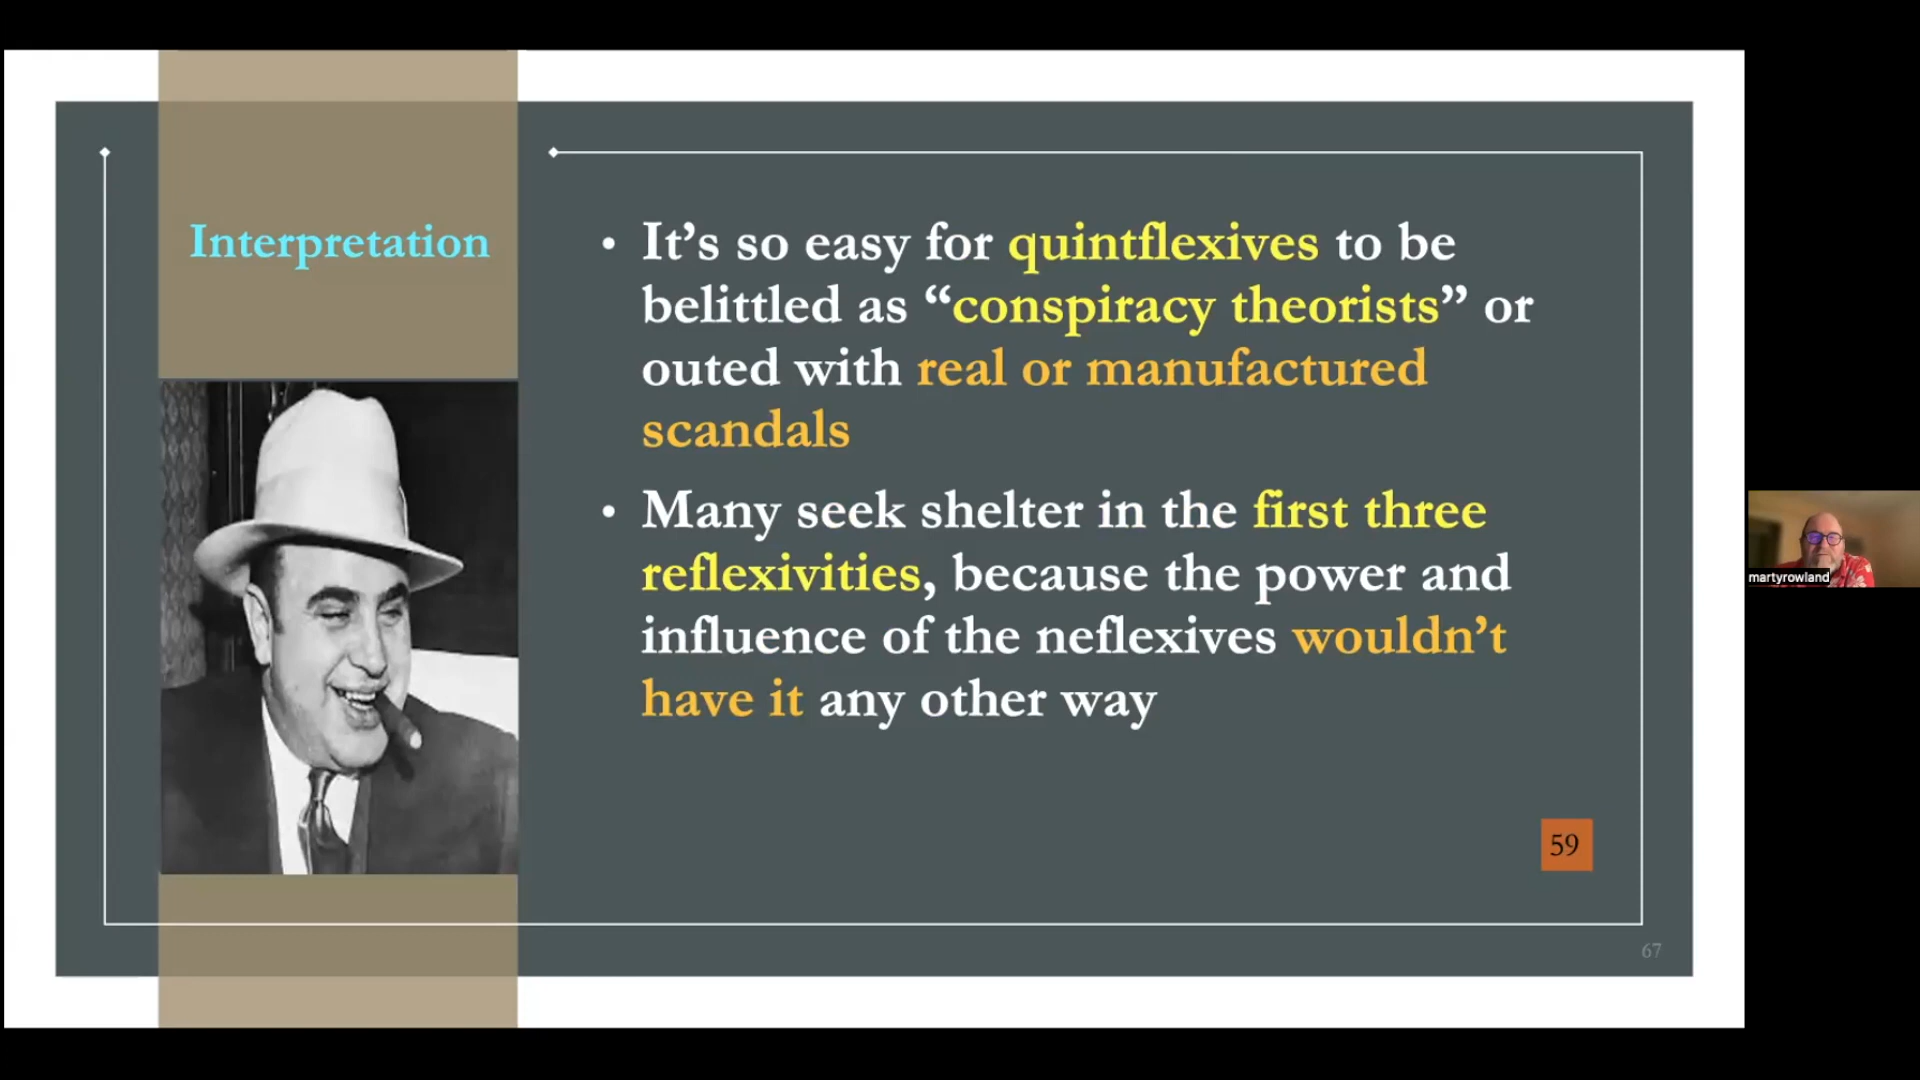 Interpretation
• It’s so easy for quintflexives to be
belittled as “conspiracy theorists” or
outed with real or manufactured
scandals
• Many seek shelter in the first three
reflexivities, because the power and
influence of the neflexives wouldn’t
have it any other way
59
67
martyrowland